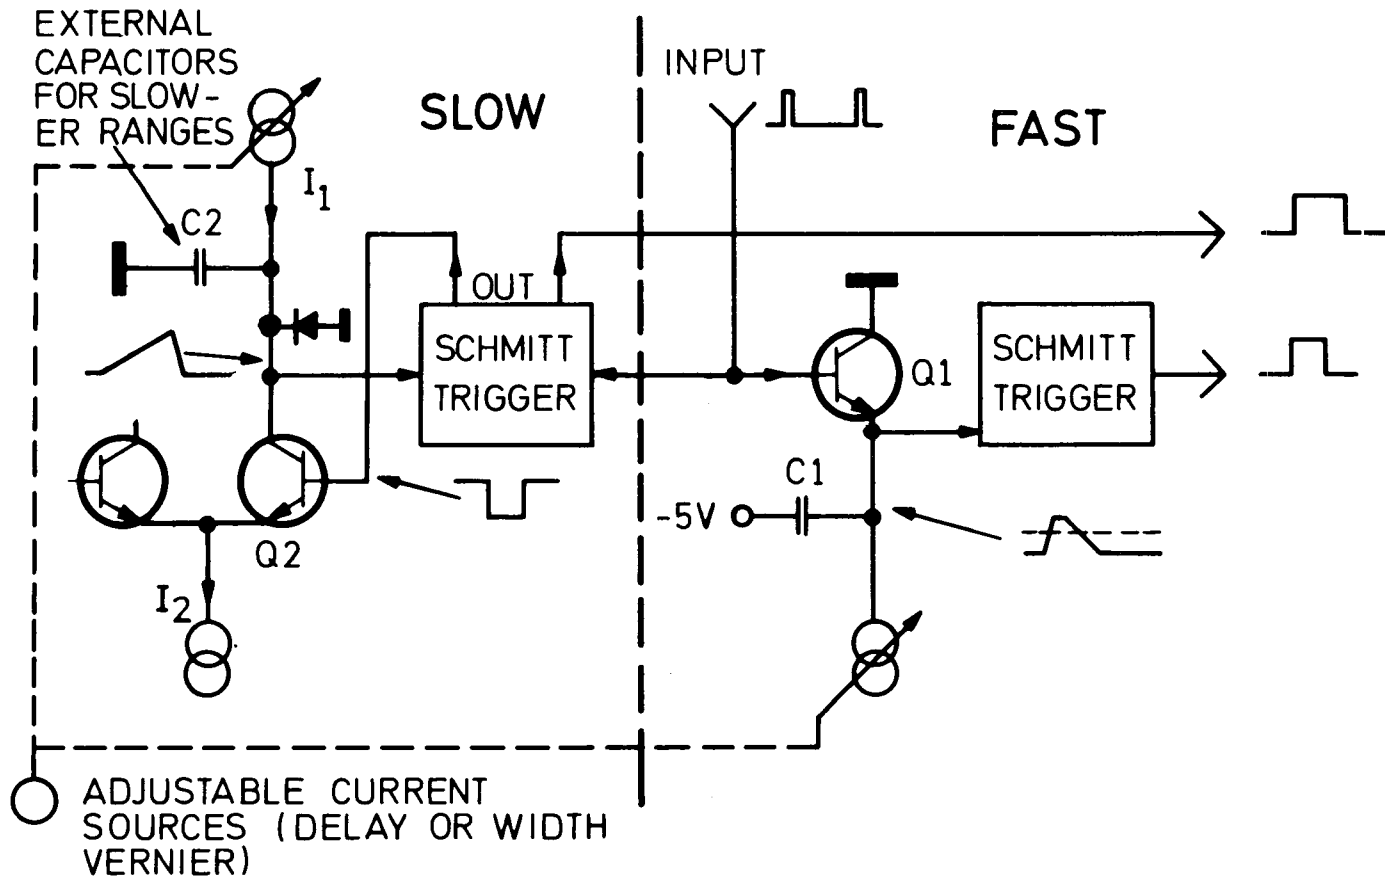 EXTERNAL
CAPACITORS
FOR SLOW-
ER RANGES
SLOW
INPUT
FAST
I1
C2
OUT
SCHMITT
TRIGGER
Q1
SCHMITT
TRIGGER
C1
-5V
Q2
I2
ADJUSTABLE CURRENT
SOURCES (DELAY OR WIDTH
VERNIER)